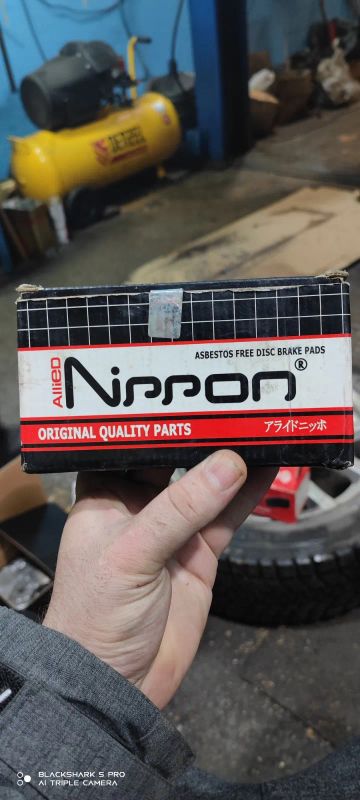 ASBESTOS FREE DISC BRAKE PADS
ALLiED
Nippon®
ORIGINAL QUALITY PARTS
アライドニッホ
BLACKSHARK 5 PRO
AI TRIPLE CAMERA